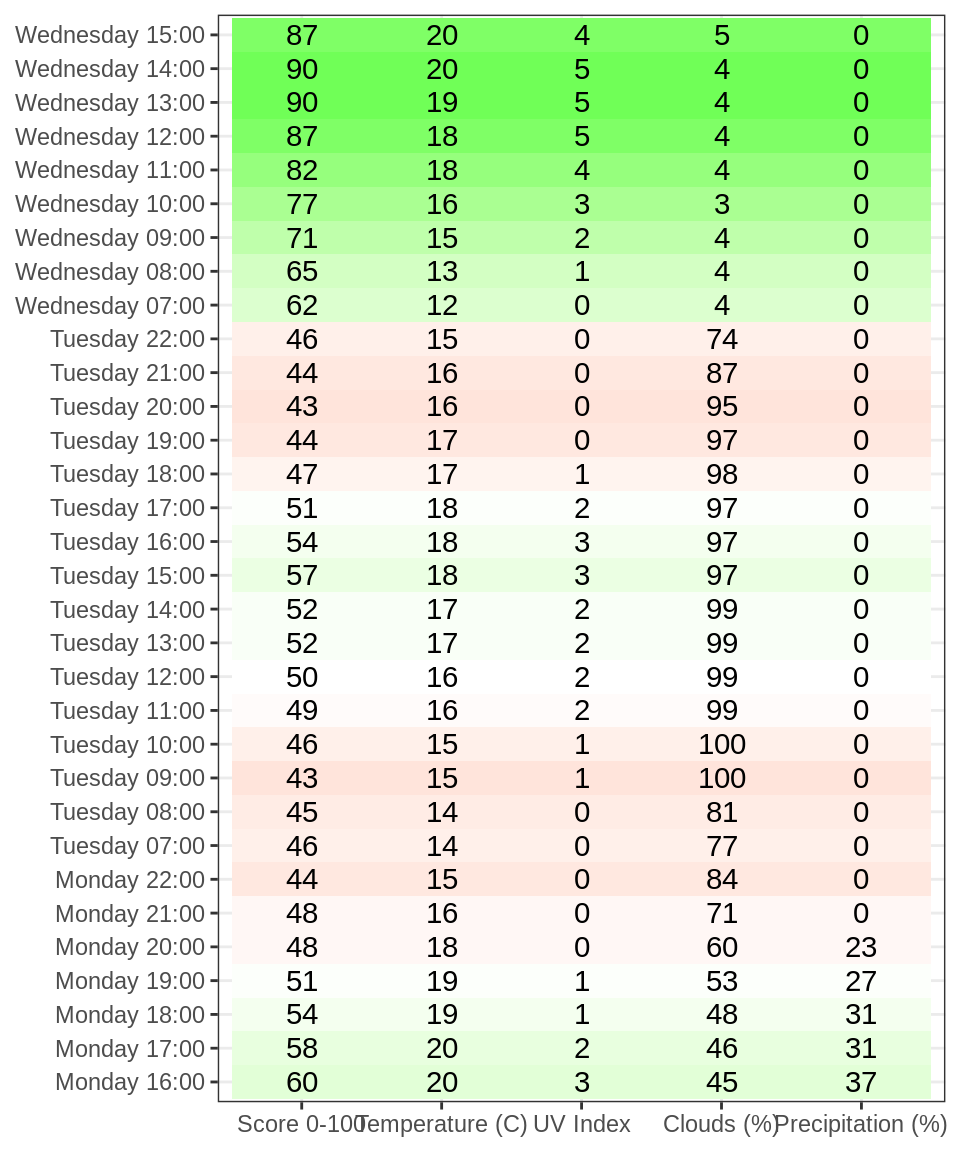 Wednesday 15:00 87 20 4 5 0
Wednesday 14:00 90 20 5 4 0
Wednesday 13:00 90 19 5 4 0
Wednesday 12:00 87 18 5 4 0
Wednesday 11:00 82 18 4 4 0
Wednesday 10:00 77 16 3 3 0
Wednesday 09:00 71 15 2 4 0
Wednesday 08:00 65 13 1 4 0
Wednesday 07:00 62 12 0 4 0
Tuesday 22:00 46 15 0 74 0
Tuesday 21:00 44 16 0 87 0
Tuesday 20:00 43 16 0 95 0
Tuesday 19:00 44 17 0 97 0
Tuesday 18:00 47 17 1 98 0
Tuesday 17:00 51 18 2 97 0
Tuesday 16:00 54 18 3 97 0
Tuesday 15:00 57 18 3 97 0
Tuesday 14:00 52 17 2 99 0
Tuesday 13:00 52 17 2 99 0
Tuesday 12:00 50 16 2 99 0
Tuesday 11:00 49 16 2 99 0
Tuesday 10:00 46 15 1 100 0
Tuesday 09:00 43 15 1 100 0
Tuesday 08:00 45 14 0 81 0
Tuesday 07:00 46 14 0 77 0
Monday 22:00 44 15 0 84 0
Monday 21:00 48 16 0 71 0
Monday 20:00 48 18 0 60 23
Monday 19:00 51 19 1 53 27
Monday 18:00 54 19 1 48 31
Monday 17:00 58 20 2 46 31
Monday 16:00 60 20 3 45 37
Score 0-100 Temperature (C) UV Index Clouds (%) Precipitation (%)